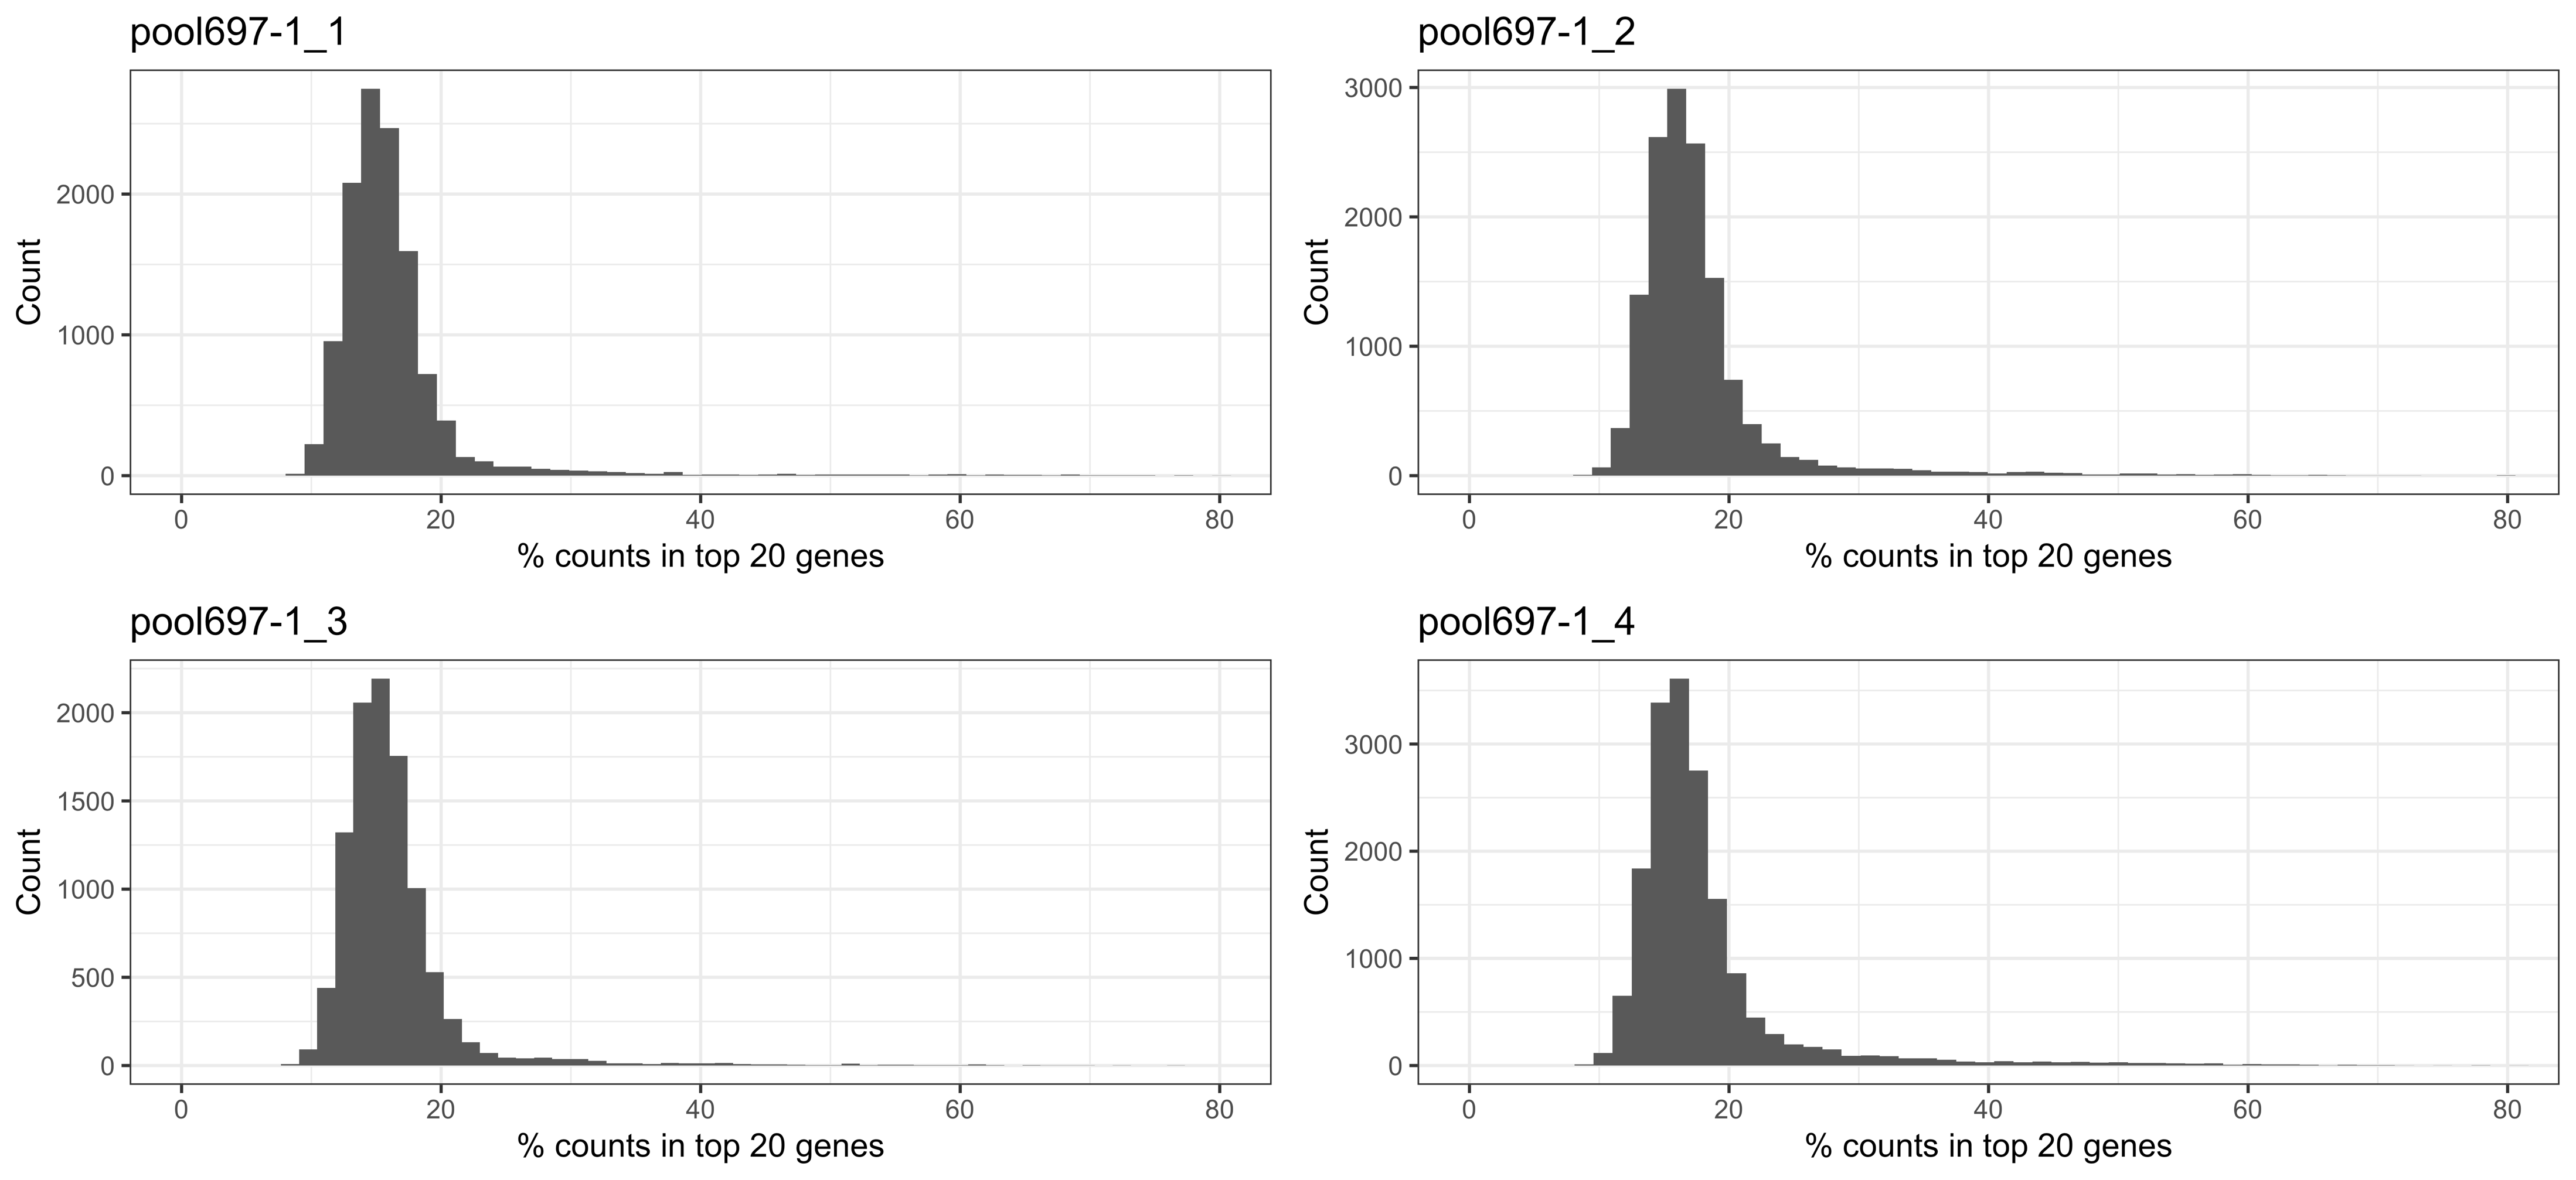 pool697-1_1
Count
2000
1000
0
0 20 40 60 80
% counts in top 20 genes
pool697-1_2
Count
3000
2000
1000
0
0 20 40 60 80
% counts in top 20 genes
pool697-1_3
Count
2000
1500
1000
500
0
0 20 40 60 80
% counts in top 20 genes
pool697-1_4
Count
3000
2000
1000
0
0 20 40 60 80
% counts in top 20 genes